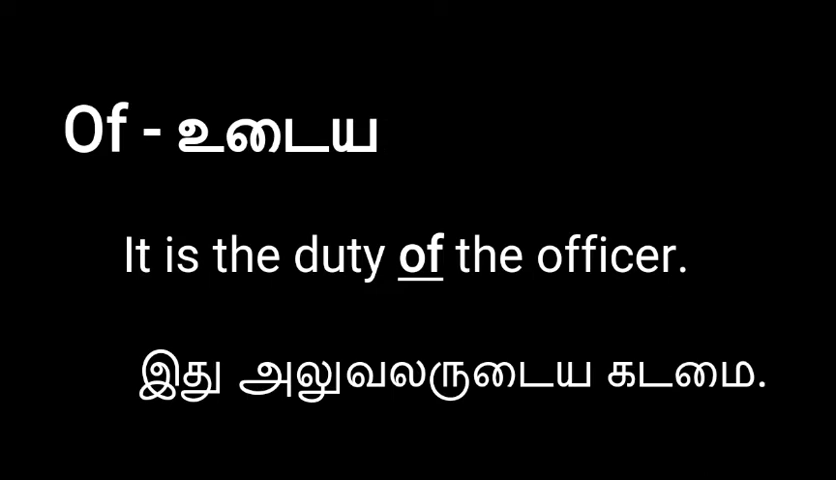 Of - உடைய
It is the duty of the officer.
இது அலுவலருடைய கடமை.